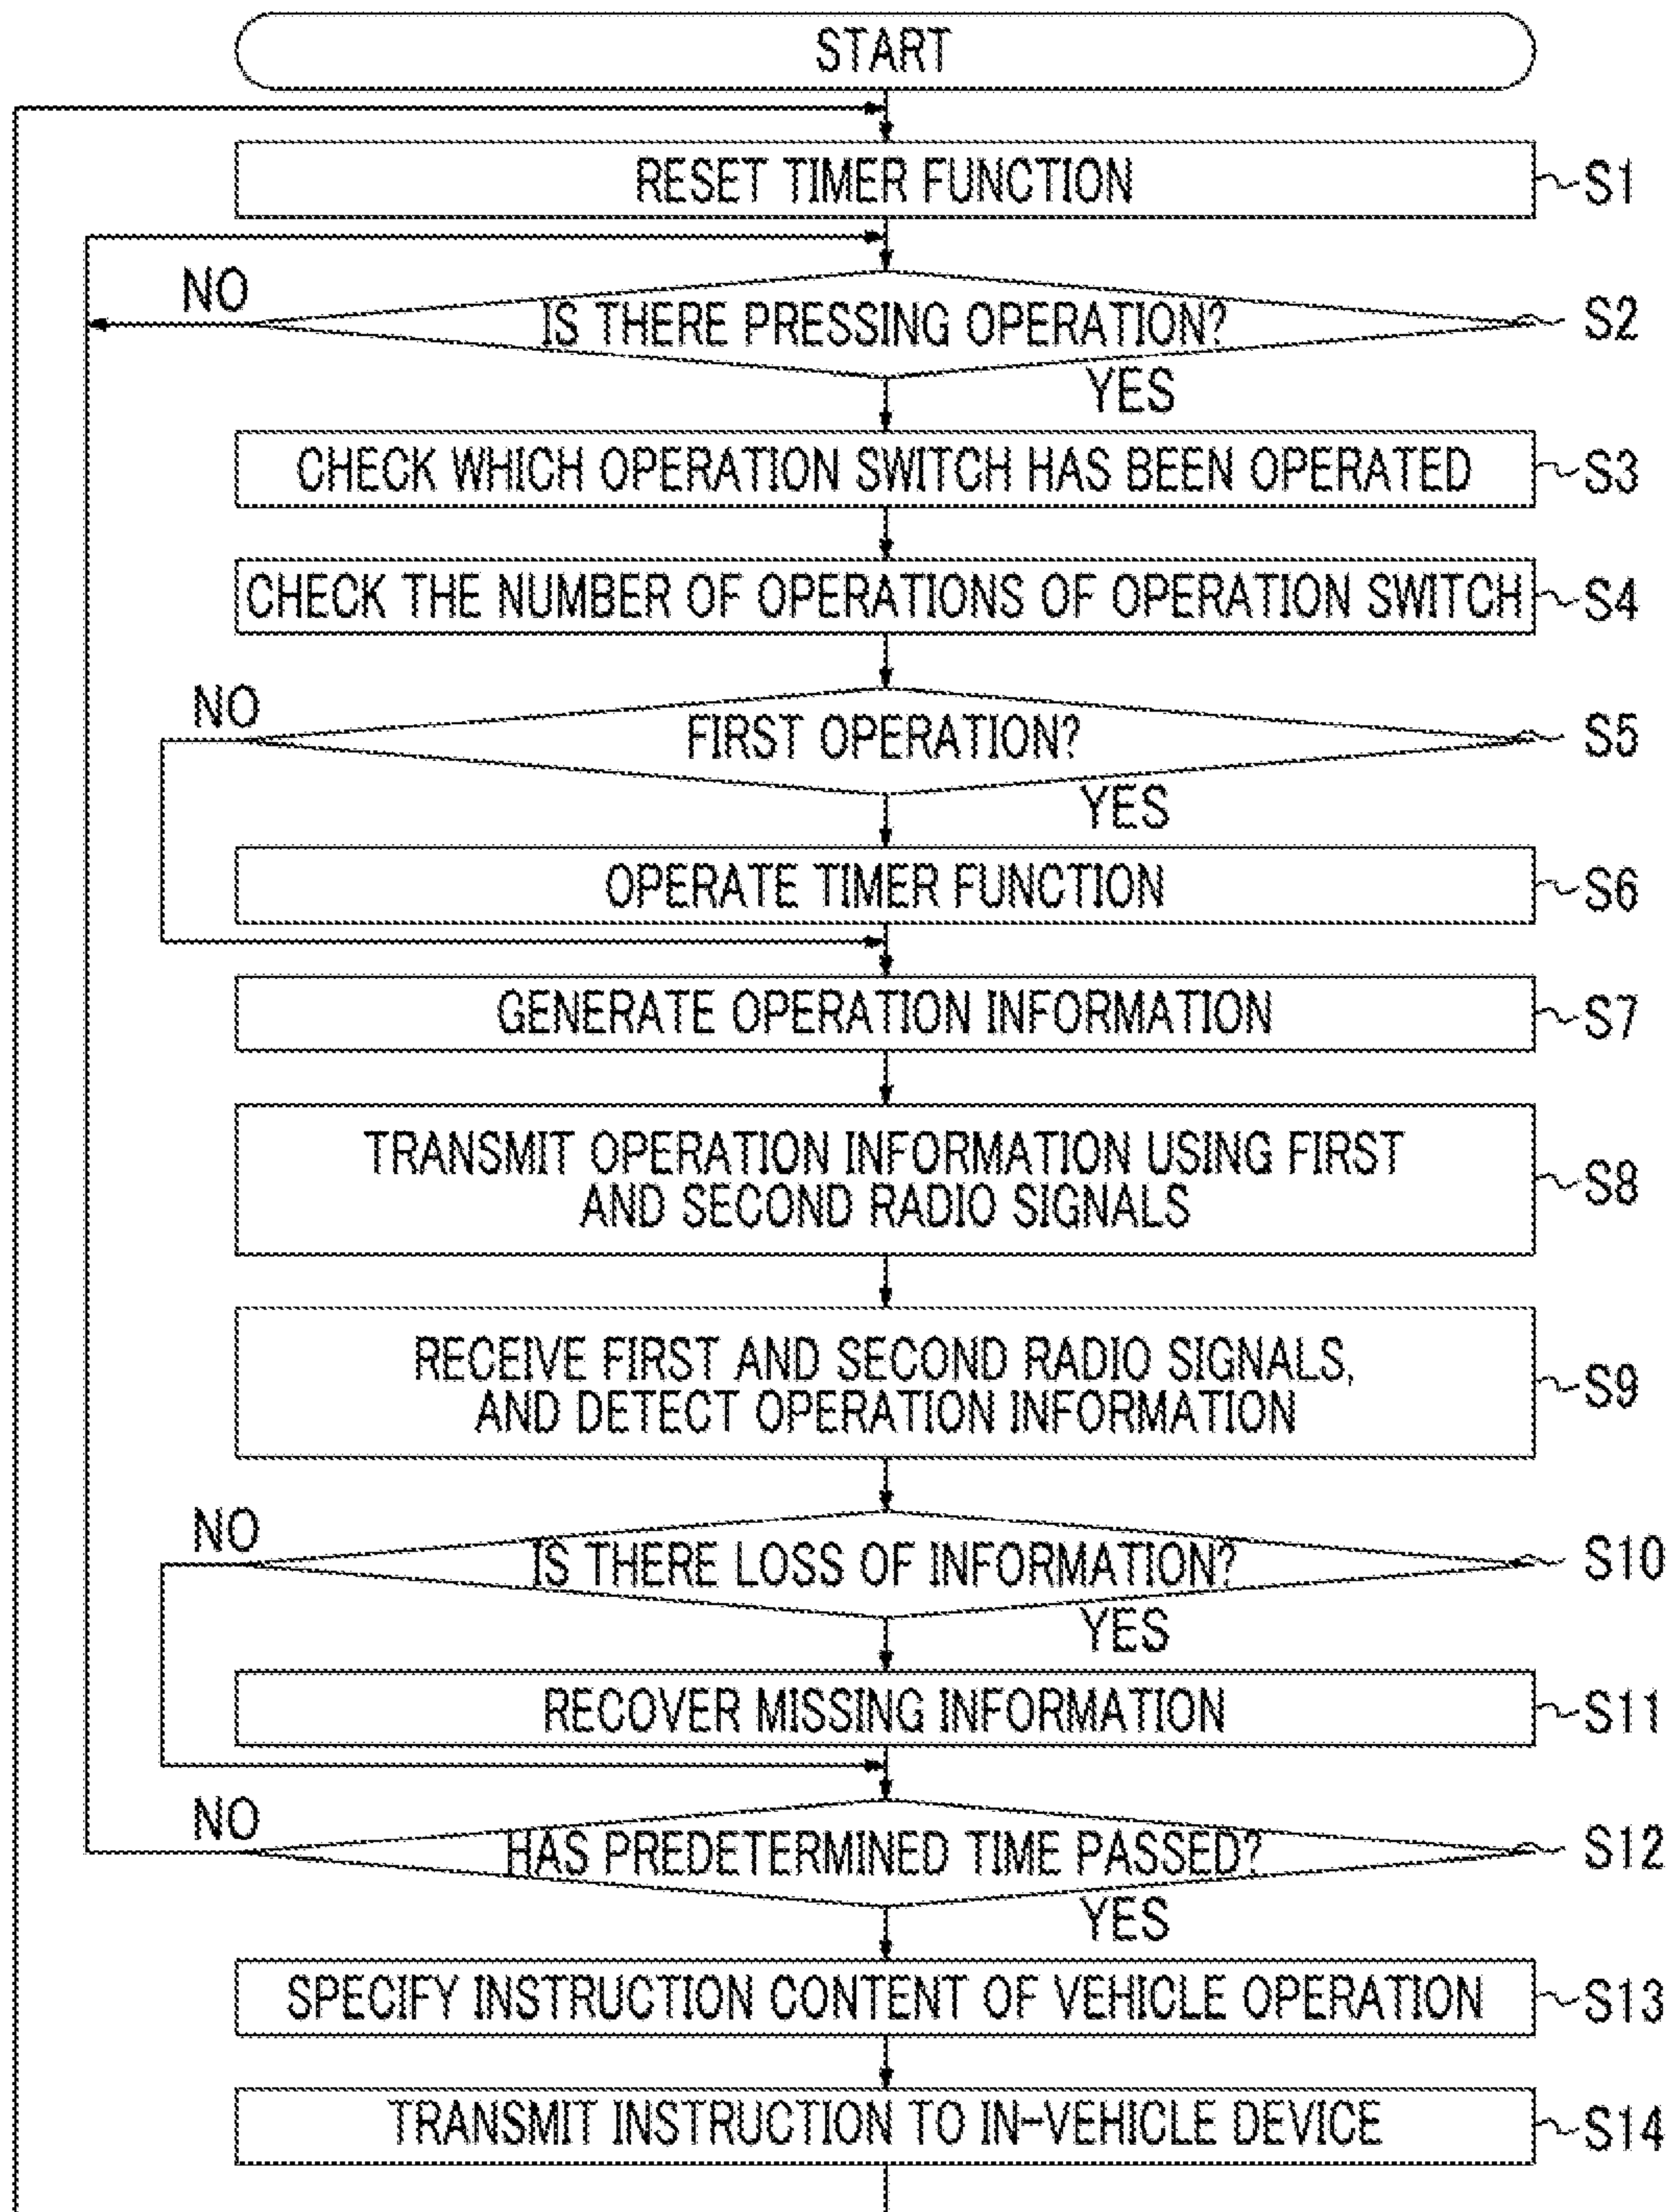 START
RESET TIMER FUNCTION
S1
NO
IS THERE PRESSING OPERATION?
S2
YES
CHECK WHICH OPERATION SWITCH HAS BEEN OPERATED
S3
CHECK THE NUMBER OF OPERATIONS OF OPERATION SWITCH
S4
NO
FIRST OPERATION?
S5
YES
OPERATE TIMER FUNCTION
S6
GENERATE OPERATION INFORMATION
S7
TRANSMIT OPERATION INFORMATION USING FIRST
AND SECOND RADIO SIGNALS
S8
RECEIVE FIRST AND SECOND RADIO SIGNALS,
AND DETECT OPERATION INFORMATION
S9
NO
IS THERE LOSS OF INFORMATION?
S10
YES
RECOVER MISSING INFORMATION
S11
NO
HAS PREDETERMINED TIME PASSED?
S12
YES
SPECIFY INSTRUCTION CONTENT OF VEHICLE OPERATION
S13
TRANSMIT INSTRUCTION TO IN-VEHICLE DEVICE
S14